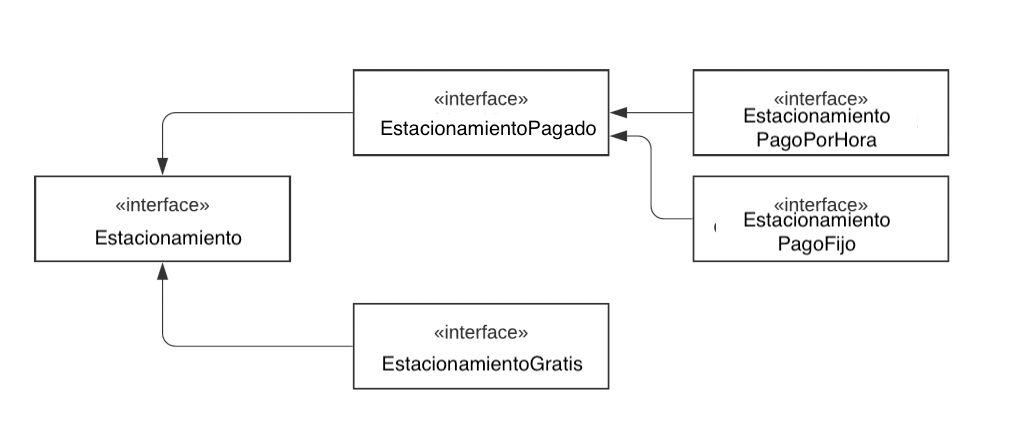 «interface»
EstacionamientoPagado
«interface»
Estacionamiento
PagoPorHora
«interface»
Estacionamiento
«interface»
Estacionamiento
PagoFijo
«interface»
EstacionamientoGratis